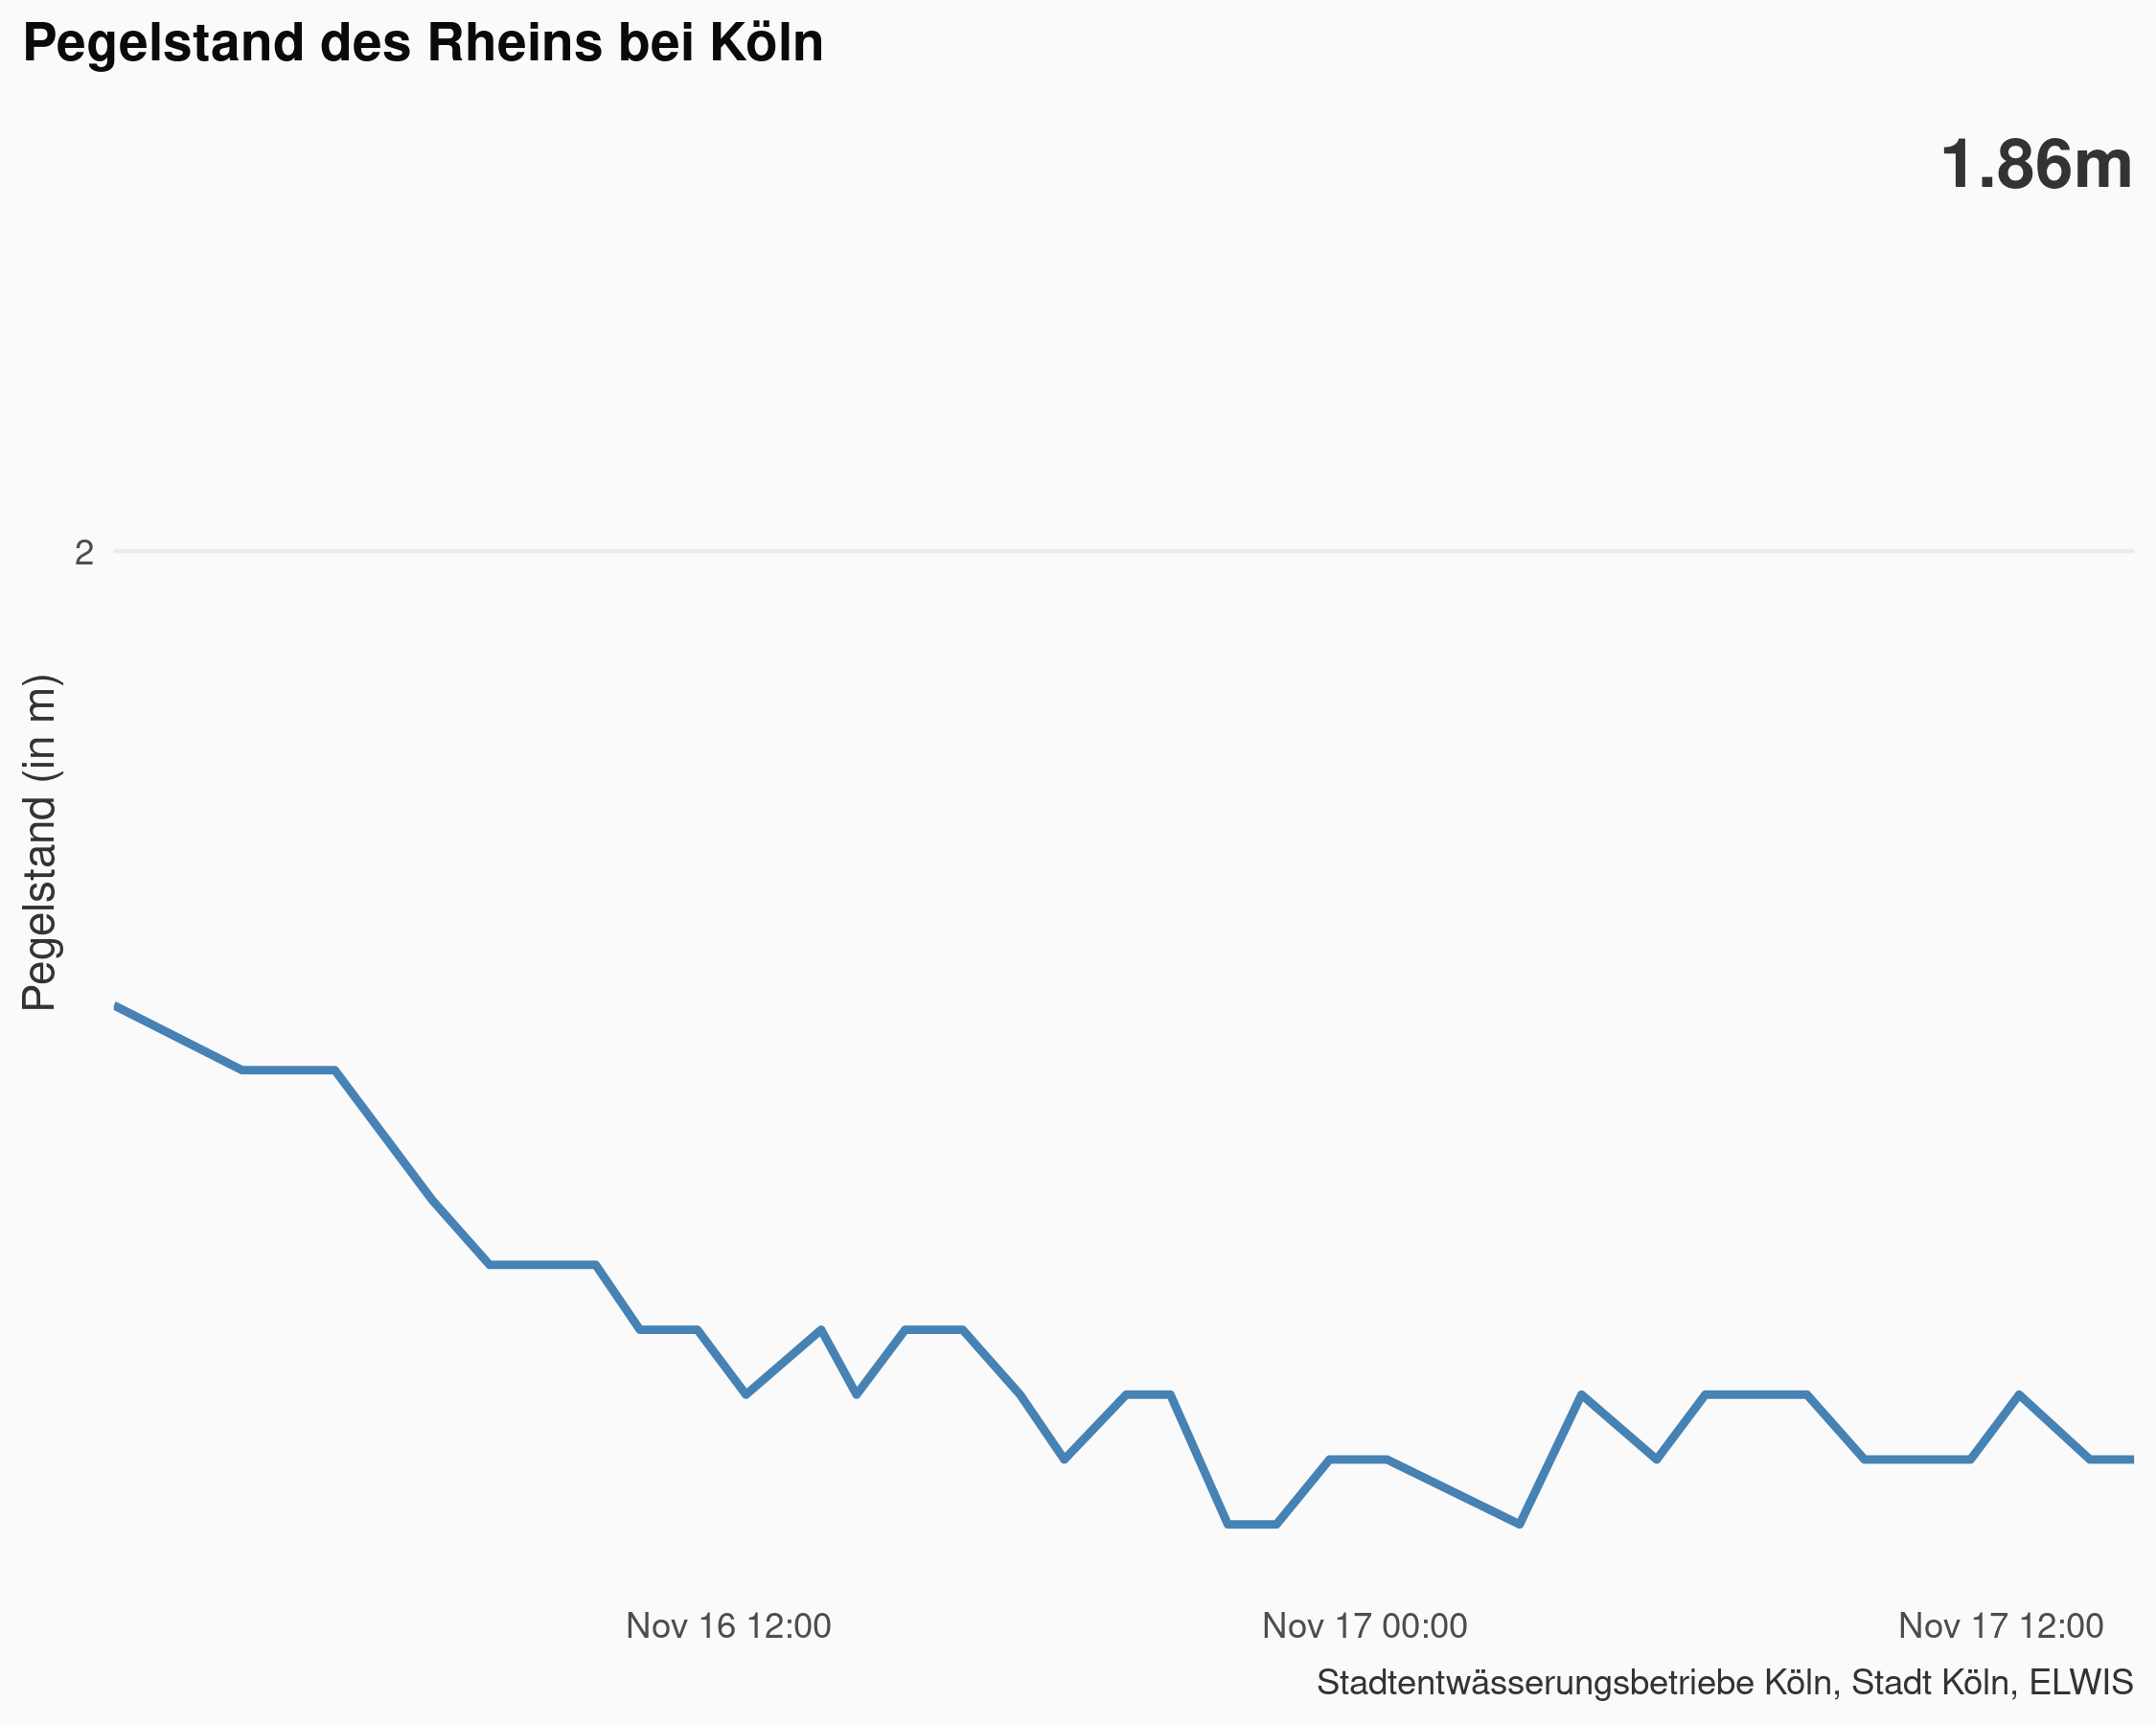 Pegelstand des Rheins bei Köln
1.86m
2
Pegelstand (in m)
Nov 16 12:00
Nov 17 00:00
Nov 17 12:00
Stadtentwässerungsbetriebe Köln, Stadt Köln, ELWIS